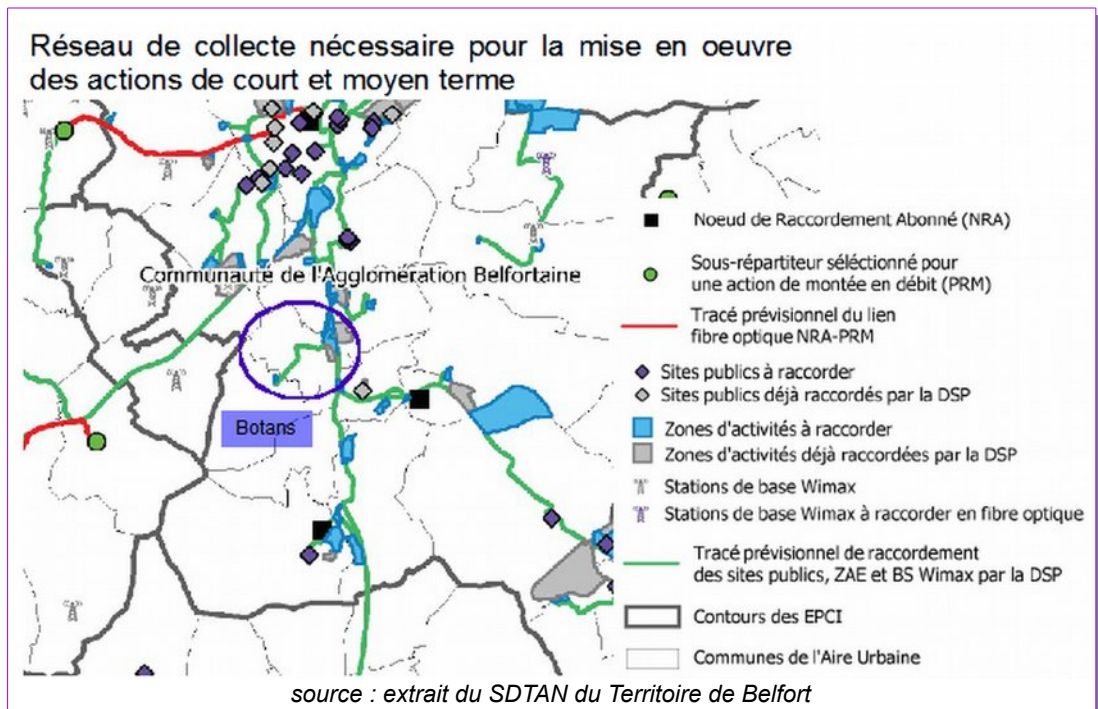 Réseau de collecte nécessaire pour la mise en oeuvre
des actions de court et moyen terme
Communauté de l'Agglomération Belfortaine
Botans
Noeud de Raccordement Abonné (NRA)
Sous-répartiteur séléctionné pour
une action de montée en débit (PRM)
Tracé prévisionnel du lien
fibre optique NRA-PRM
Sites publics à raccorder
Sites publics déjà raccordés par la DSP
Zones d'activités à raccorder
Zones d'activités déjà raccordées par la DSP
Stations de base Wimax
Stations de base Wimax à raccorder en fibre optique
Tracé prévisionnel de raccordement
des sites publics, ZAE et BS Wimax par la DSP
Contours des EPCI
Communes de l'Aire Urbaine
source : extrait du SDTAN du Territoire de Belfort